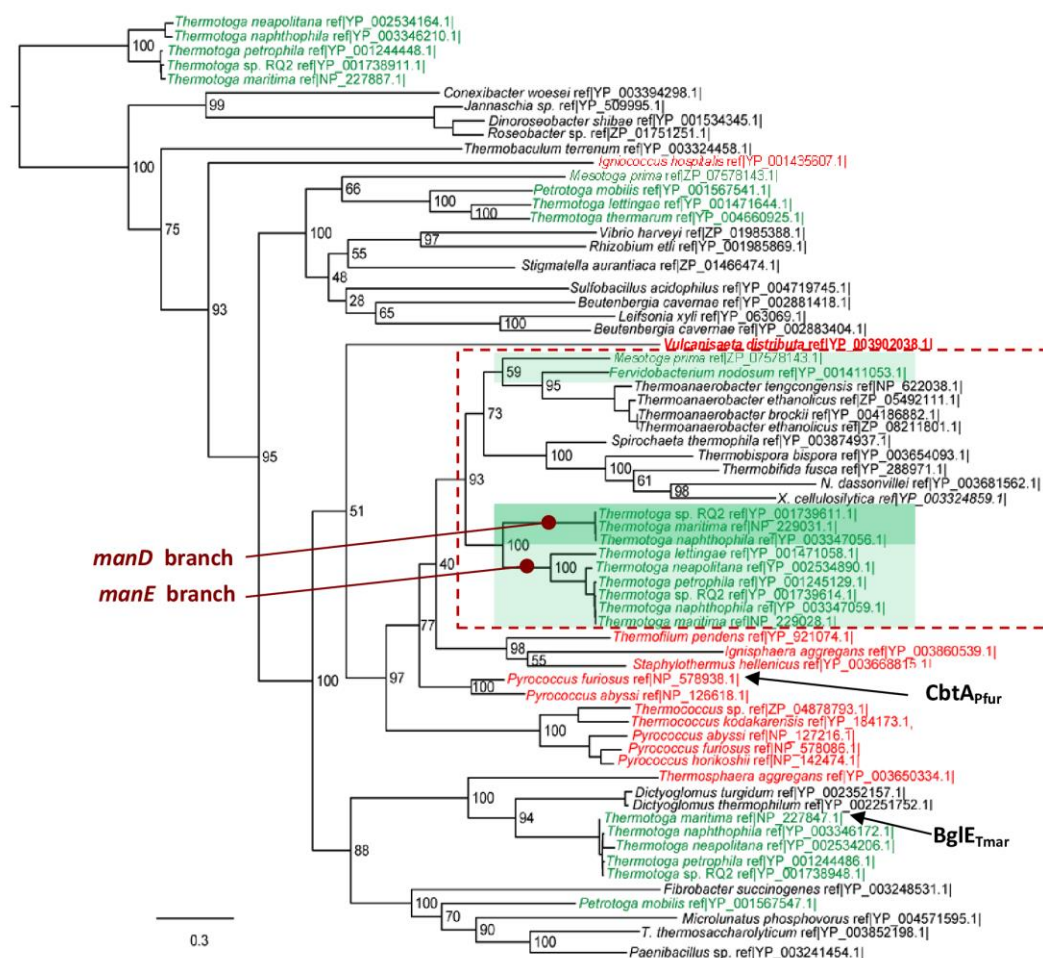 Thermotoga neapolitana ref|YP_002534164.1|
Thermotoga naphthophila ref|YP_003346210.1|
100
Thermotoga petrophila ref|YP_001244448.1|
Thermotoga sp. RQ2 ref|YP_001738911.1|
Thermotoga maritima ref|NP_227887.1|
Conexibacter woesei ref|YP_003394298.1|
99
Jannaschia sp. ref|YP_509995.1|
Dinoroseobacter shibae ref|YP_001534345.1|
Roseobacter sp. ref|ZP_01751251.1|
100
Thermobaculum terrenum ref|YP_003324458.1|
Igniococcus hospitalis ref|YP_001435607.1|
Mesotoga prima ref|ZP_07578143.1|
66
Petrotoga mobilis ref|YP_001567541.1|
100
Thermotoga lettingae ref|YP_001471644.1|
100
Thermotoga thermarum ref|YP_004660925.1|
75
100
Vibrio harveyi ref|ZP_01985388.1|
97
Rhizobium etli ref|YP_001985869.1|
55
Stigmatella aurantiaca ref|ZP_01466474.1|
48
Sulfobacillus acidophilus ref|YP_004719745.1|
28
Beutenbergia cavernae ref|YP_002881418.1|
93
65
Leifsonia xyli ref|YP_063069.1|
100
Beutenbergia cavernae ref|YP_002883404.1|
Vulcanisaeta distributa ref|YP_003902038.1|
Mesotoga prima ref|ZP_07578143.1|
59
Fervidobacterium nodosum ref|YP_001411053.1|
95
Thermoanaerobacter tengcongensis ref|NP_622038.1|
Thermoanaerobacter ethanolicus ref|ZP_05492111.1|
73
Thermoanaerobacter brockii ref|YP_004186882.1|
Thermoanaerobacter ethanolicus ref|ZP_08211801.1|
Spirochaeta thermophila ref|YP_003874937.1|
100
Thermobispora bispora ref|YP_003654093.1|
95
93
100
Thermobifida fusca ref|YP_288971.1|
61
N. dassonvillei ref|YP_003681562.1|
98
X. cellulosilytica ref|YP_003324859.1|
51
Thermotoga sp. RQ2 ref|YP_001739611.1|
Thermotoga maritima ref|NP_229031.1|
Thermotoga naphthophila ref|YP_003347056.1|
manD branch
100
40
Thermotoga lettingae ref|YP_001471058.1|
100
Thermotoga neapolitana ref|YP_002534890.1|
Thermotoga petrophila ref|YP_001245129.1|
manE branch
Thermotoga sp. RQ2 ref|YP_001739614.1|
Thermotoga naphthophila ref|YP_003347059.1|
Thermotoga maritima ref|NP_229028.1|
77
Thermofilum pendens ref|YP_921074.1|
98
Ignisphaera aggregans ref|YP_003860539.1|
55
Staphylothermus hellenicus ref|YP_003668815.1|
100
97
Pyrococcus furiosus ref|NP_578938.1|
100
Pyrococcus abyssi ref|NP_126618.1|
CbtAPfur
Thermococcus sp. ref|ZP_04878793.1|
Thermococcus kodakarensis ref|YP_184173.1,
100
Pyrococcus abyssi ref|NP_127216.1|
Pyrococcus furiosus ref|NP_578086.1|
Pyrococcus horikoshii ref|NP_142474.1|
Thermosphaera aggregans ref|YP_003650334.1|
100
Dictyoglomus turgidum ref|YP_002352157.1|
Dictyoglomus thermophilum ref|YP_002251752.1|
94
Thermotoga maritima ref|NP_227847.1|
Thermotoga naphthophila ref|YP_003346172.1|
BglETmar
Thermotoga neapolitana ref|YP_002534206.1|
88
Thermotoga petrophila ref|YP_001244486.1|
Thermotoga sp. RQ2 ref|YP_001738948.1|
Fibrobacter succinogenes ref|YP_003248531.1|
100
Petrotoga mobilis ref|YP_001567547.1|
70
Microlunatus phosphovorus ref|YP_004571595.1|
90
T. thermosaccharolyticum ref|YP_003852198.1|
100
Paenibacillus sp. ref|YP_003241454.1|
0.3